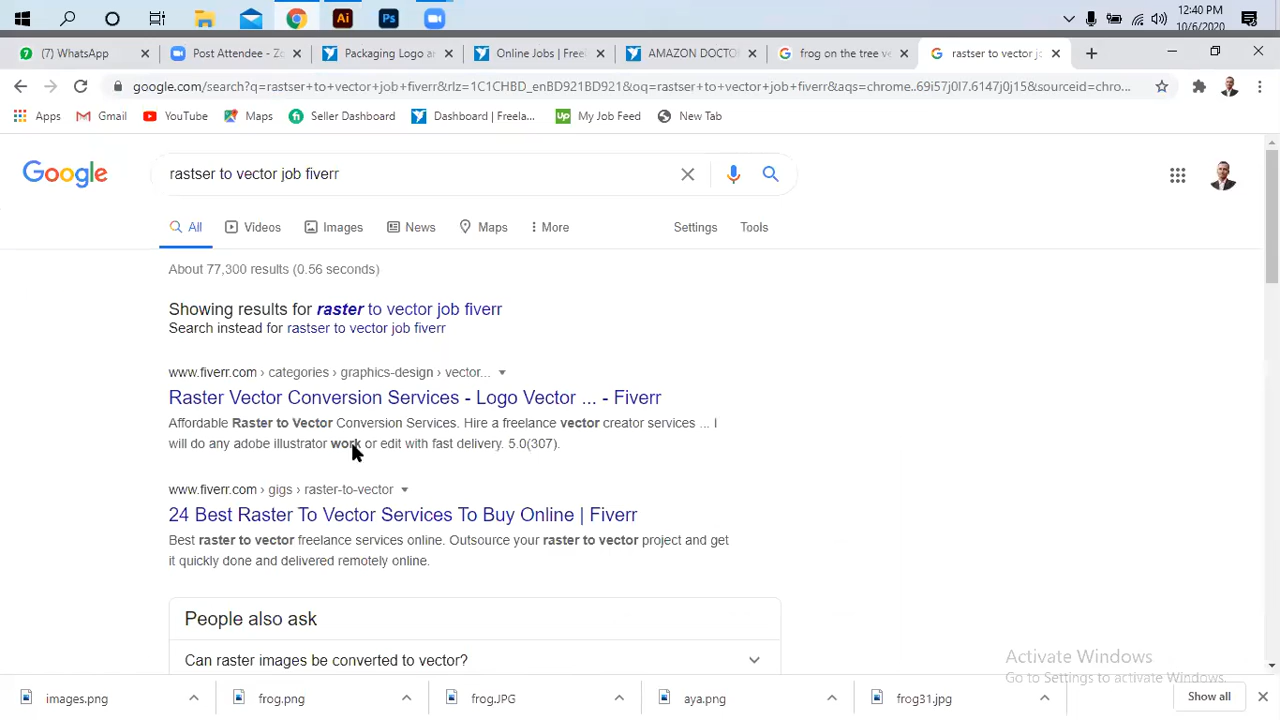 12:40 PM
10/6/2020
(7) WhatsApp
Post Attendee - Zo
Packaging Logo a
Online Jobs | Freel
AMAZON DOCTO
frog on the tree ve
rastser to vector jo
google.com/search?q=rastser+to+vector+job+fiverr&rlz=1C1CHBD_enBD921BD921&oq=rastser+to+vector+job+fiverr&aqs=chrome..69i57j0l7.6147j0j15&sourceid=chro...
Apps
Gmail
YouTube
Maps
Seller Dashboard
Dashboard | Freela...
My Job Feed
New Tab
Google
rastser to vector job fiverr
All
Videos
Images
News
Maps
More
Settings
Tools
About 77,300 results (0.56 seconds)
Showing results for raster to vector job fiverr
Search instead for rastser to vector job fiverr
www.fiverr.com › categories › graphics-design › vector...
Raster Vector Conversion Services - Logo Vector ... - Fiverr
Affordable Raster to Vector Conversion Services. Hire a freelance vector creator services ... I
will do any adobe illustrator work or edit with fast delivery. 5.0(307).
www.fiverr.com › gigs › raster-to-vector
24 Best Raster To Vector Services To Buy Online | Fiverr
Best raster to vector freelance services online. Outsource your raster to vector project and get
it quickly done and delivered remotely online.
People also ask
Can raster images be converted to vector?
Activate Windows
Go to Settings to activate Windows.
images.png
frog.png
frog.JPG
aya.png
frog31.jpg
Show all